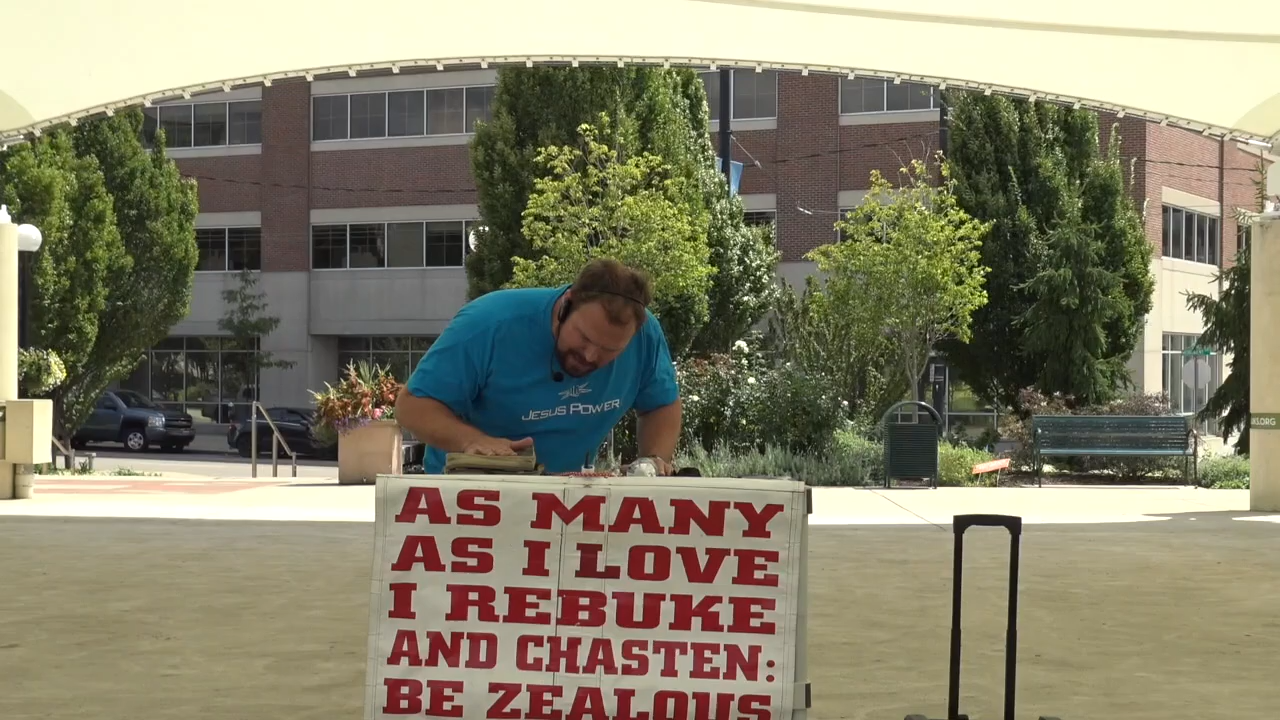 JESUS POWER
AS MANY
AS I LOVE
I REBUKE
AND CHASTEN:
BE ZEALOUS